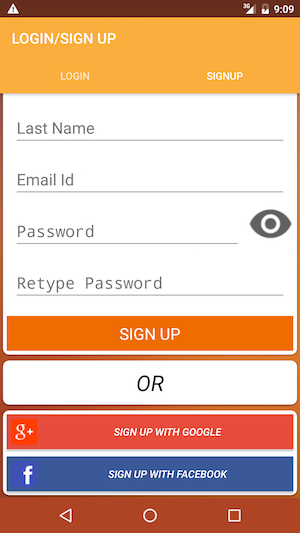 3G 9:09
LOGIN/SIGN UP
LOGIN SIGNUP
Last Name
Email Id
Password
Retype Password
SIGN UP
OR
g+ SIGN UP WITH GOOGLE
f SIGN UP WITH FACEBOOK